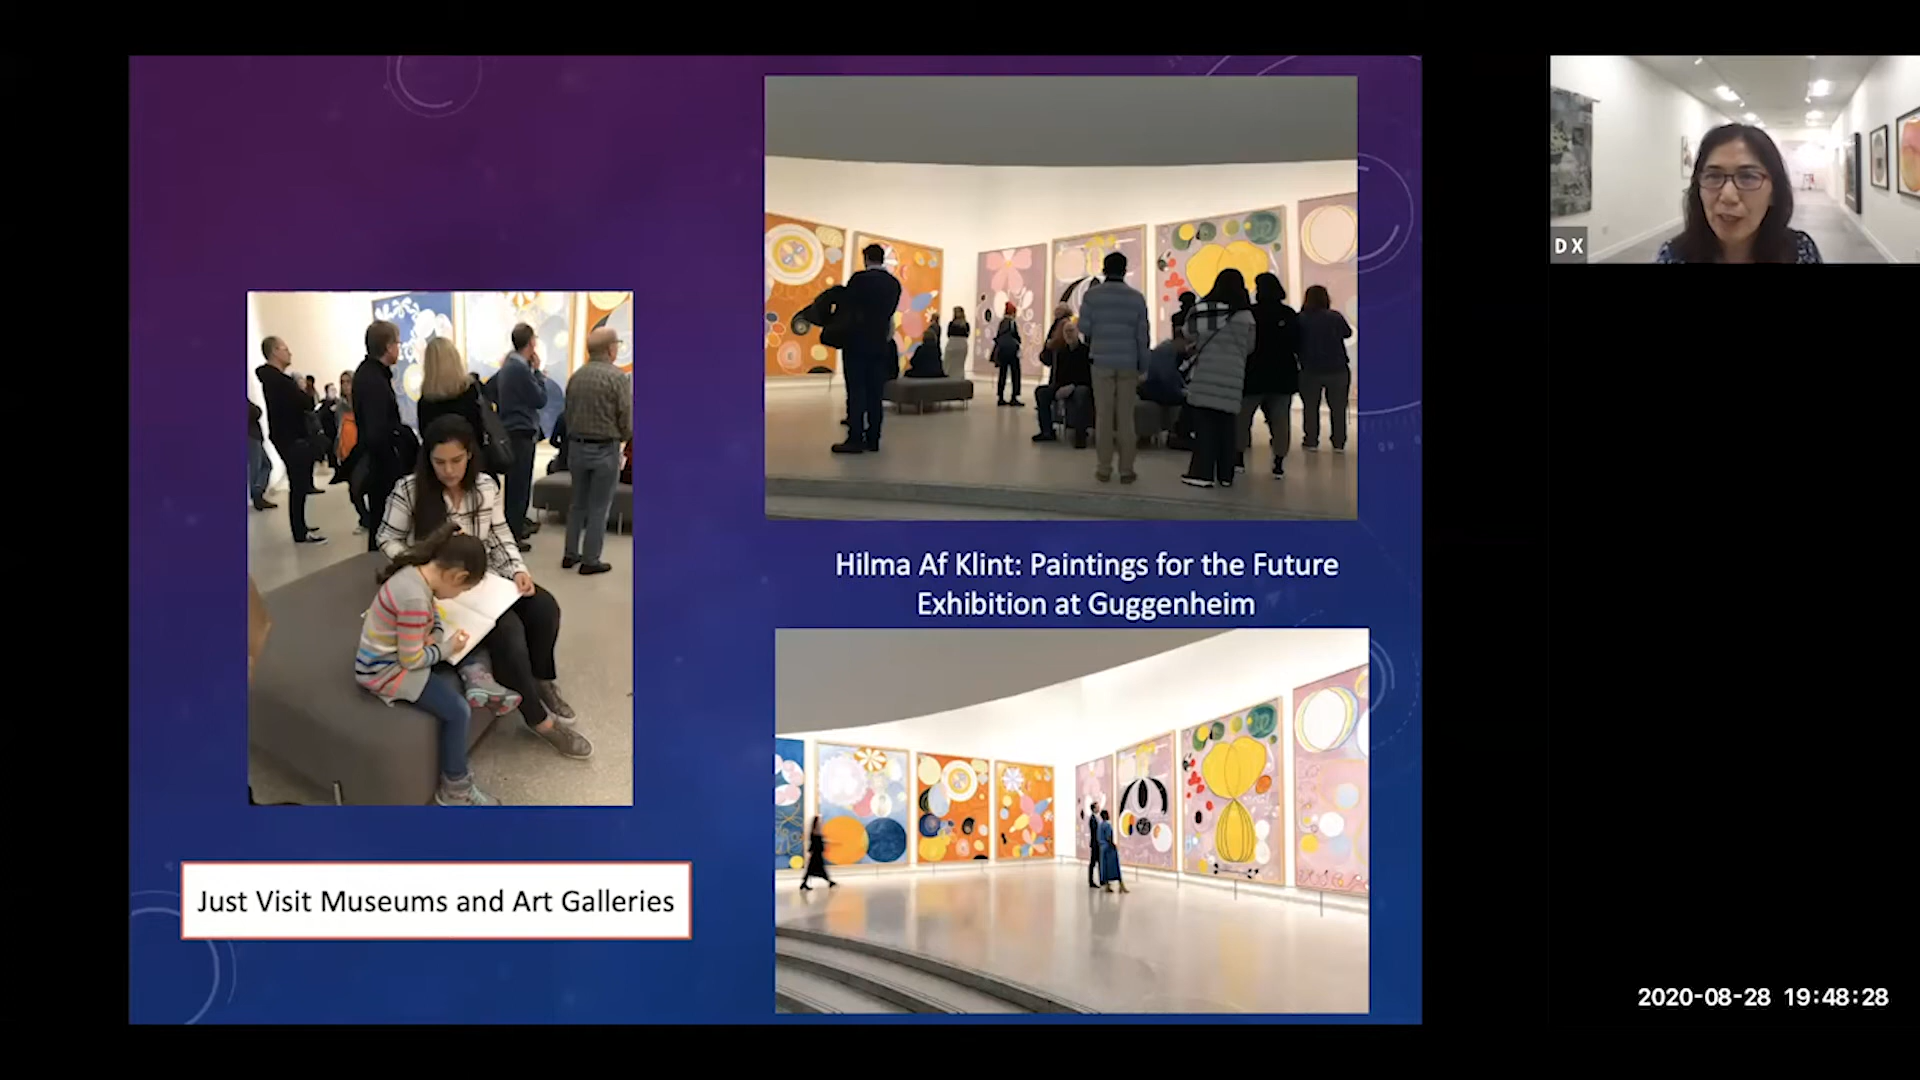 D X
Hilma Af Klint: Paintings for the Future
Exhibition at Guggenheim
Just Visit Museums and Art Galleries
2020-08-28 19:48:28